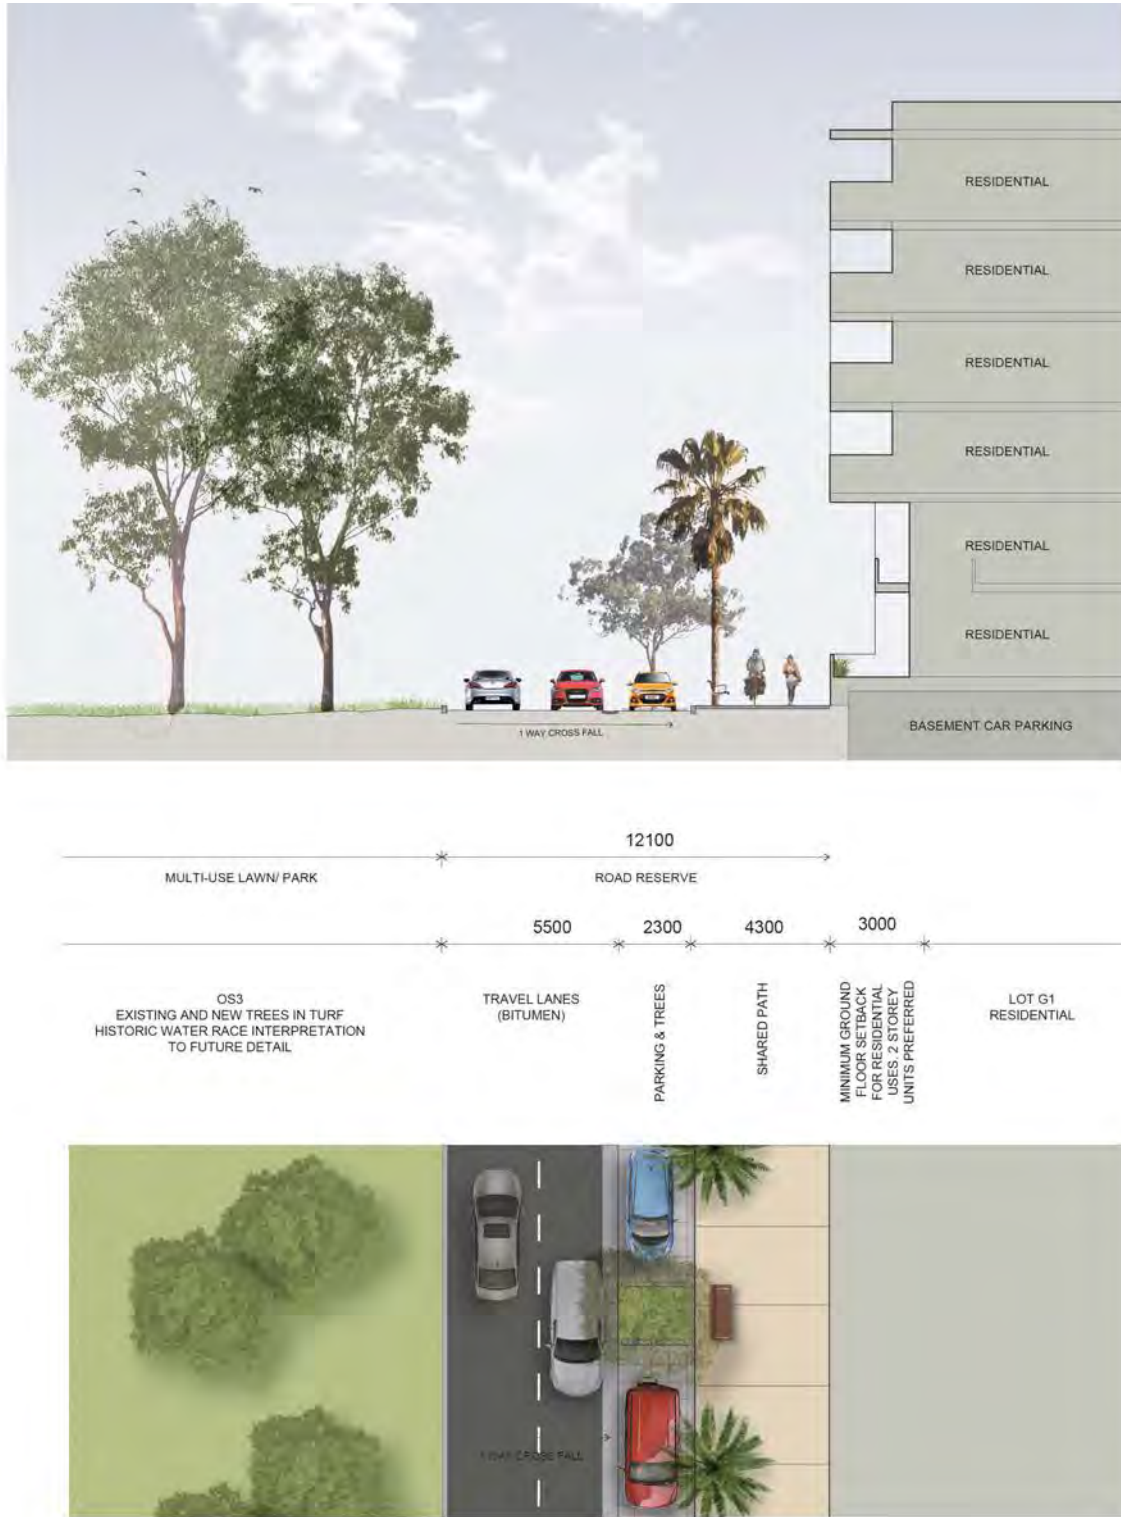 RESIDENTIAL
RESIDENTIAL
RESIDENTIAL
RESIDENTIAL
RESIDENTIAL
RESIDENTIAL
BASEMENT CAR PARKING
1 WAY CROSS FALL
12100
MULTI-USE LAWN/ PARK
ROAD RESERVE
5500
2300
4300
3000
OS3
EXISTING AND NEW TREES IN TURF
HISTORIC WATER RACE INTERPRETATION
TO FUTURE DETAIL
TRAVEL LANES
(BITUMEN)
PARKING & TREES
SHARED PATH
MINIMUM GROUND
FLOOR SETBACK
FOR RESIDENTIAL
USES. 2 STOREY
UNITS PREFERRED
LOT G1
RESIDENTIAL
1 WAY CROSS FALL